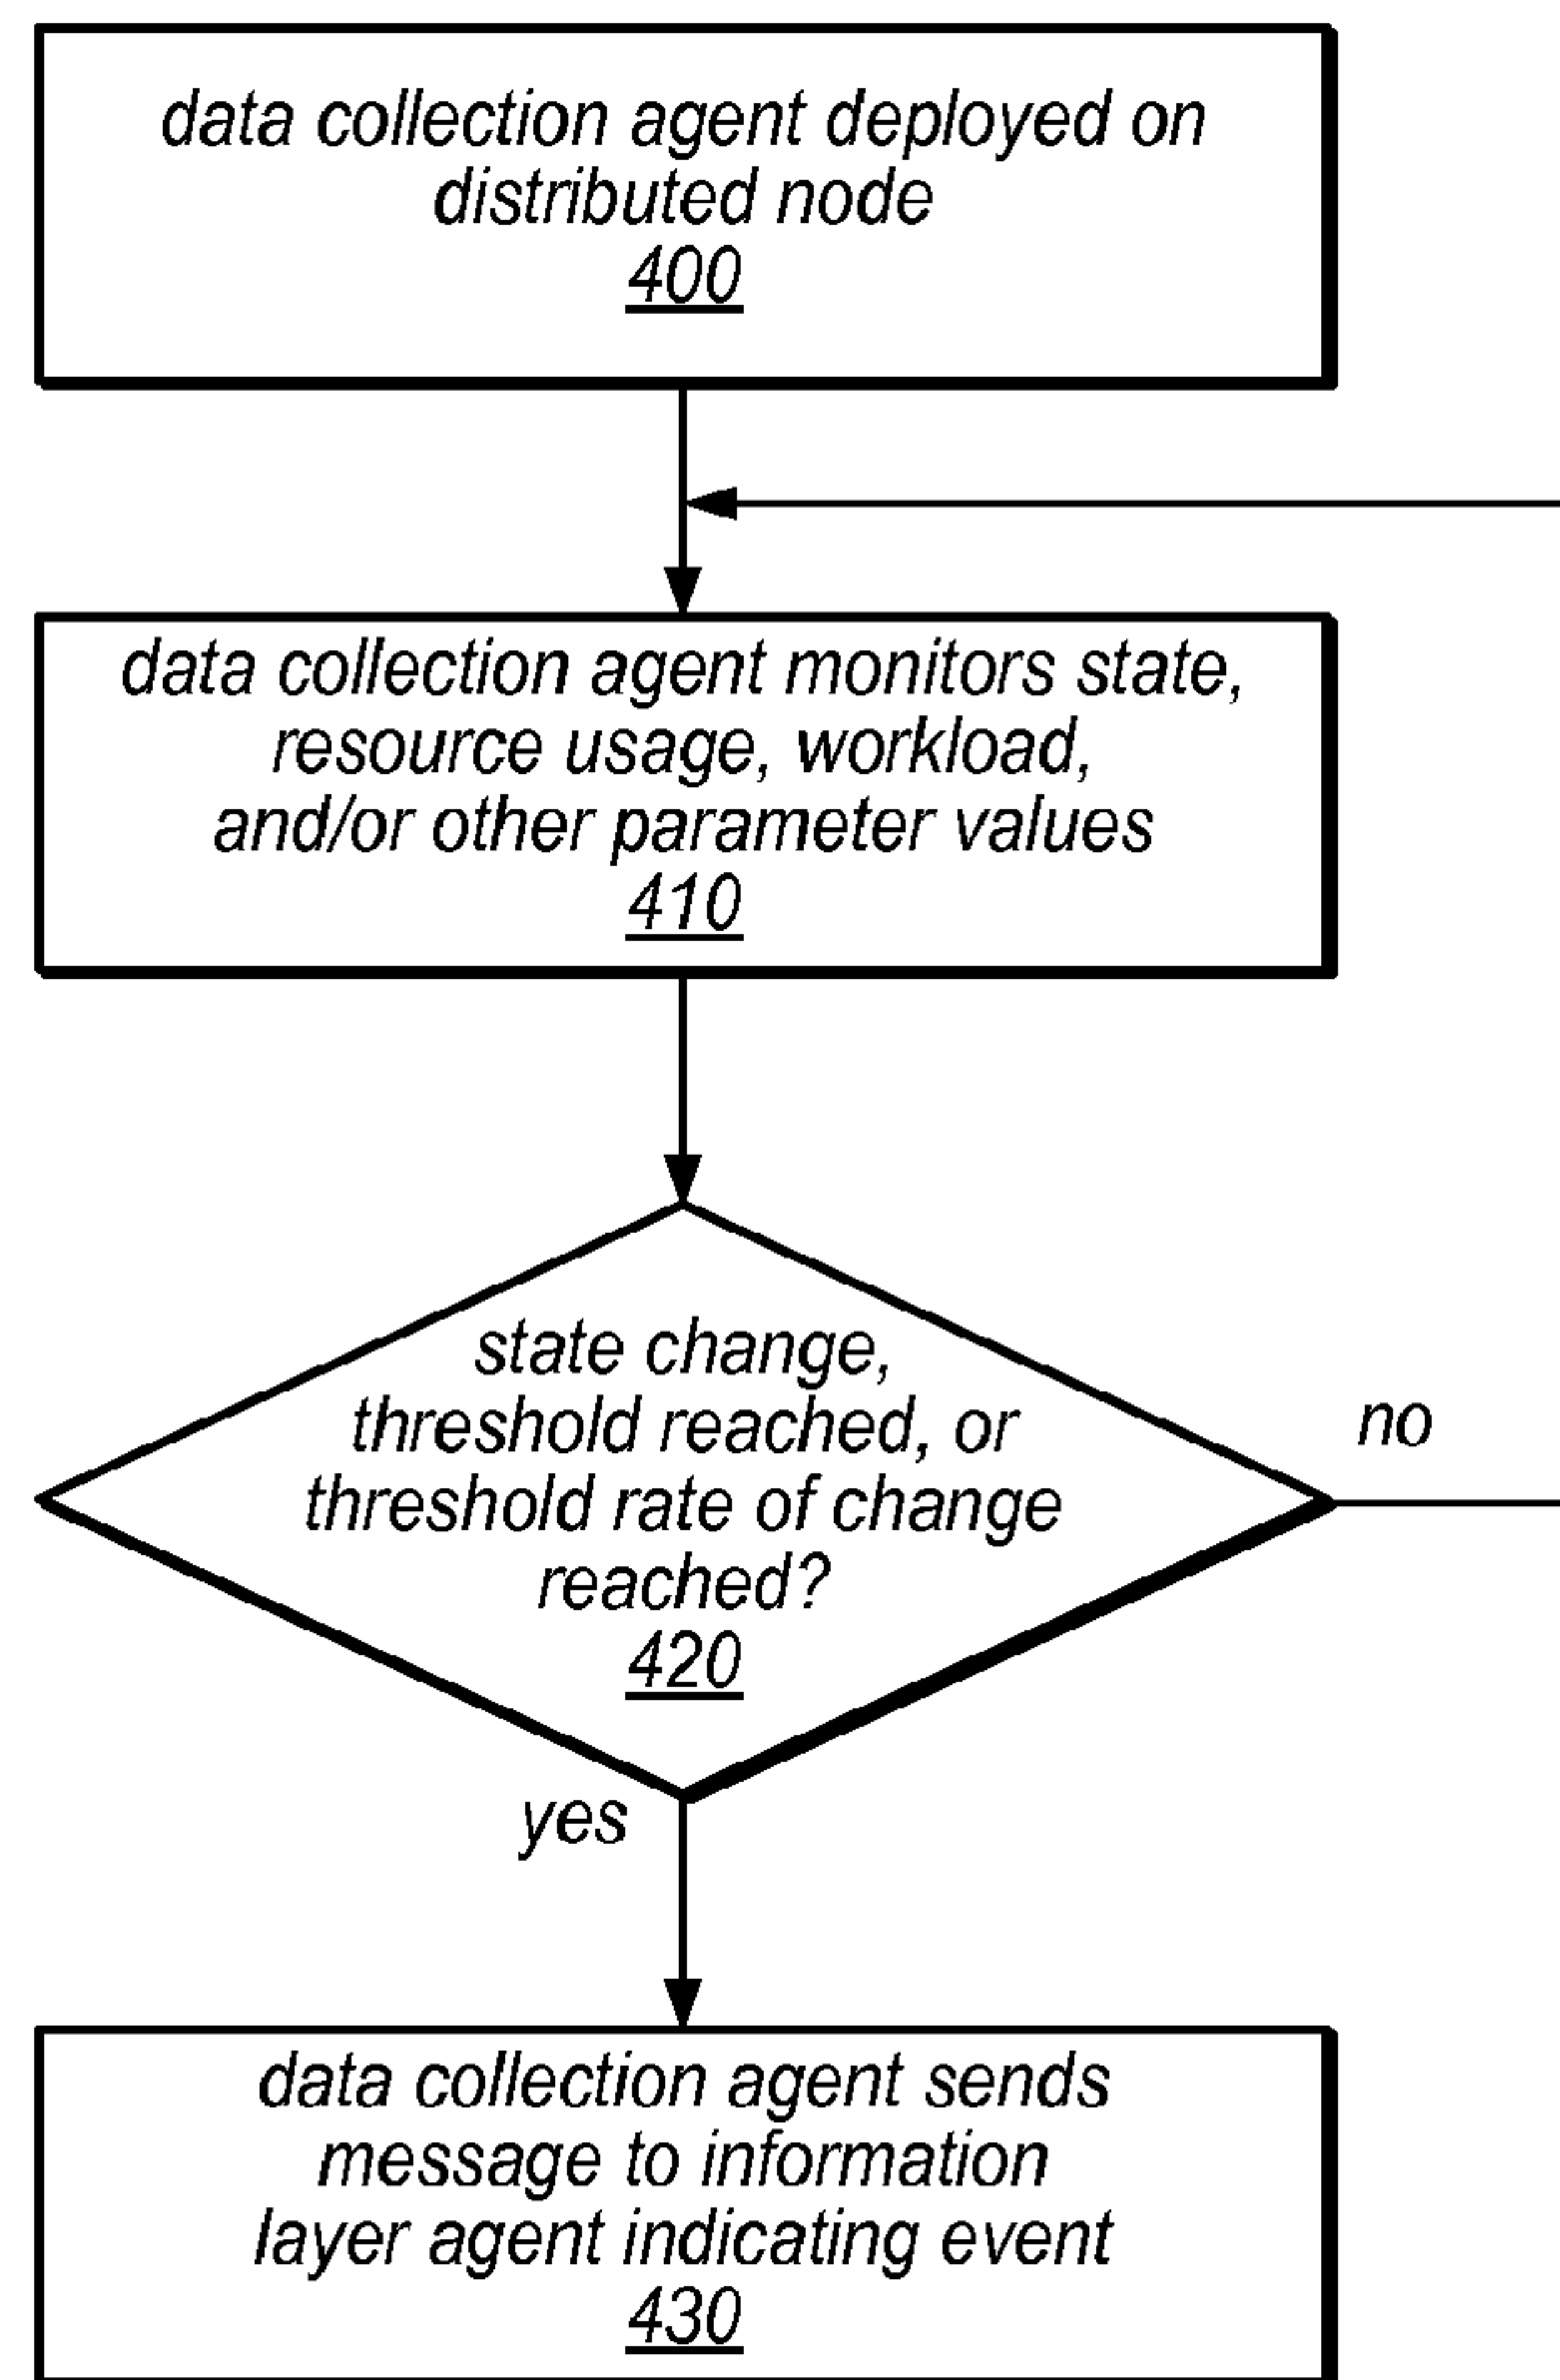 data collection agent deployed on
distributed node
400
data collection agent monitors state,
resource usage, workload,
and/or other parameter values
410
state change,
threshold reached, or
threshold rate of change
reached?
420
no
yes
data collection agent sends
message to information
layer agent indicating event
430